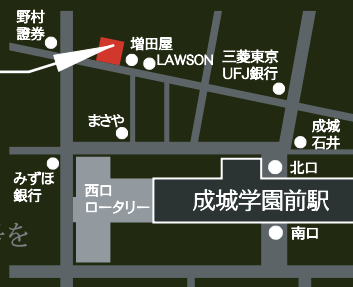 野村
證券
増田屋
LAWSON
三菱東京
UFJ銀行
まさや
成城
石井
みずほ
銀行
西口
ロータリー
北口
成城学園前駅
南口
を